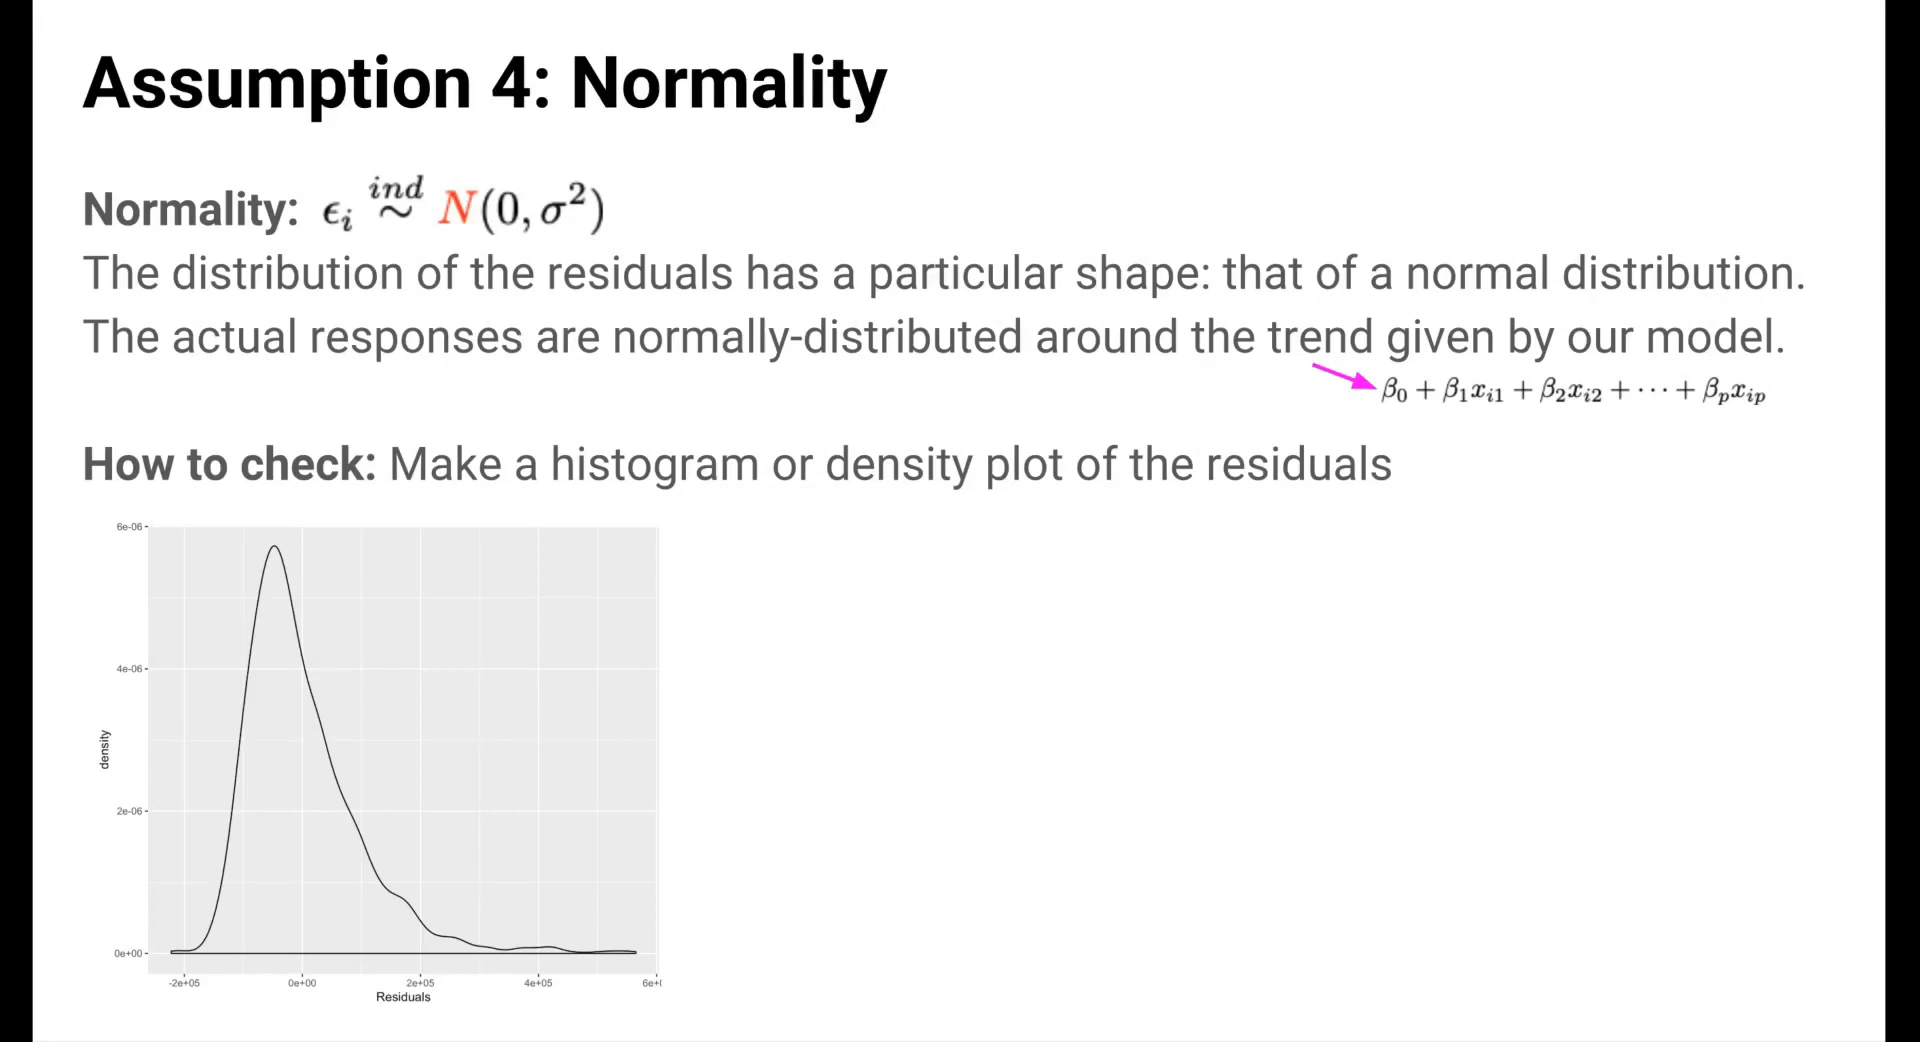 Assumption 4: Normality
Normality: ϵᵢ ind ~ N(0, σ²)
The distribution of the residuals has a particular shape: that of a normal distribution.
The actual responses are normally-distributed around the trend given by our model.
β₀ + β₁xᵢ₁ + β₂xᵢ₂ + ⋯ + βₚxᵢₚ
How to check: Make a histogram or density plot of the residuals
6e-06
4e-06
density
2e-06
0e+00
-2e+05 0e+00 2e+05 4e+05
Residuals